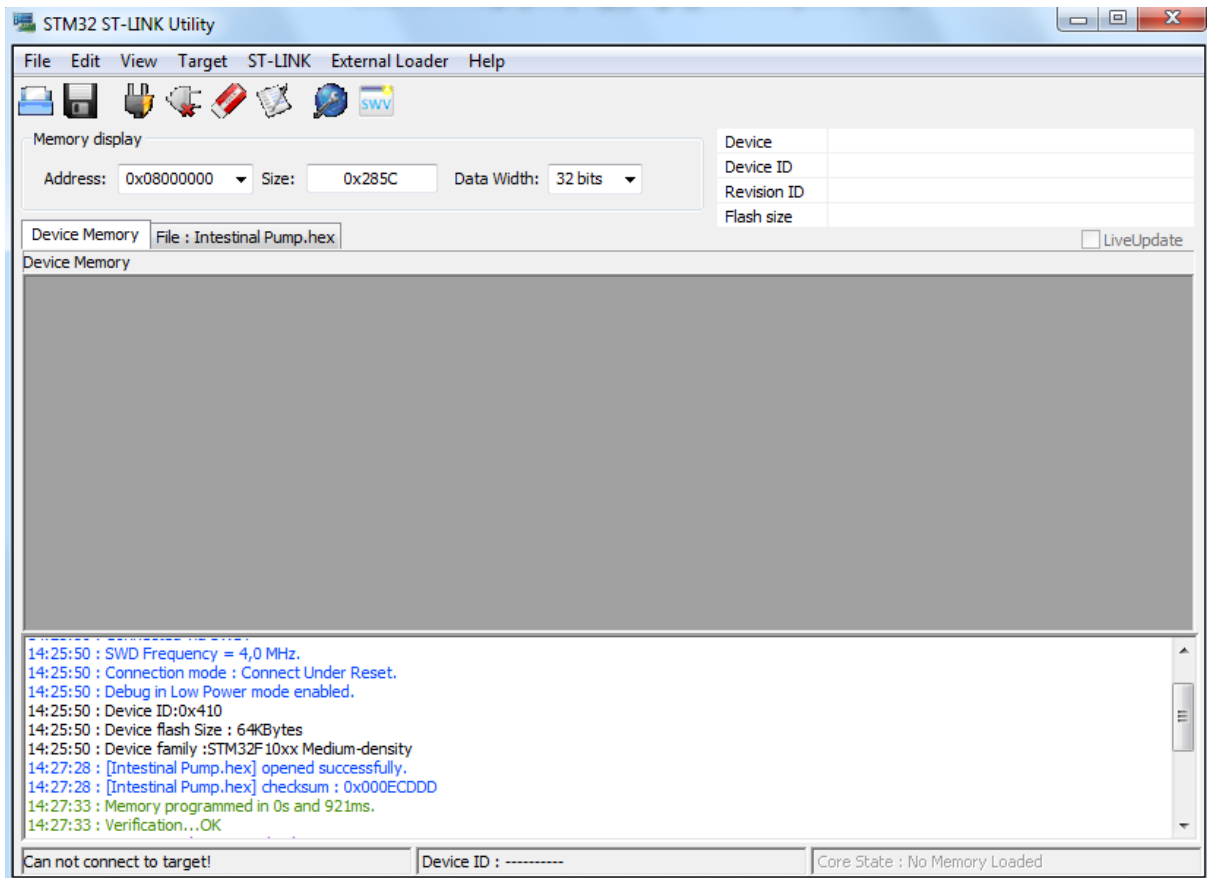 STM32 ST-LINK Utility
File Edit View Target ST-LINK External Loader Help
SWV
Memory display
Address: 0x08000000 Size: 0x285C Data Width: 32 bits
Device
Device ID
Revision ID
Flash size
Device Memory File : Intestinal Pump.hex
LiveUpdate
Device Memory
14:25:50 : SWD Frequency = 4,0 MHz.
14:25:50 : Connection mode : Connect Under Reset.
14:25:50 : Debug in Low Power mode enabled.
14:25:50 : Device ID:0x410
14:25:50 : Device flash Size : 64KBytes
14:25:50 : Device family :STM32F10xx Medium-density
14:27:28 : [Intestinal Pump.hex] opened successfully.
14:27:28 : [Intestinal Pump.hex] checksum : 0x000ECDDD
14:27:33 : Memory programmed in 0s and 921ms.
14:27:33 : Verification...OK
Can not connect to target!
Device ID : ----------
Core State : No Memory Loaded